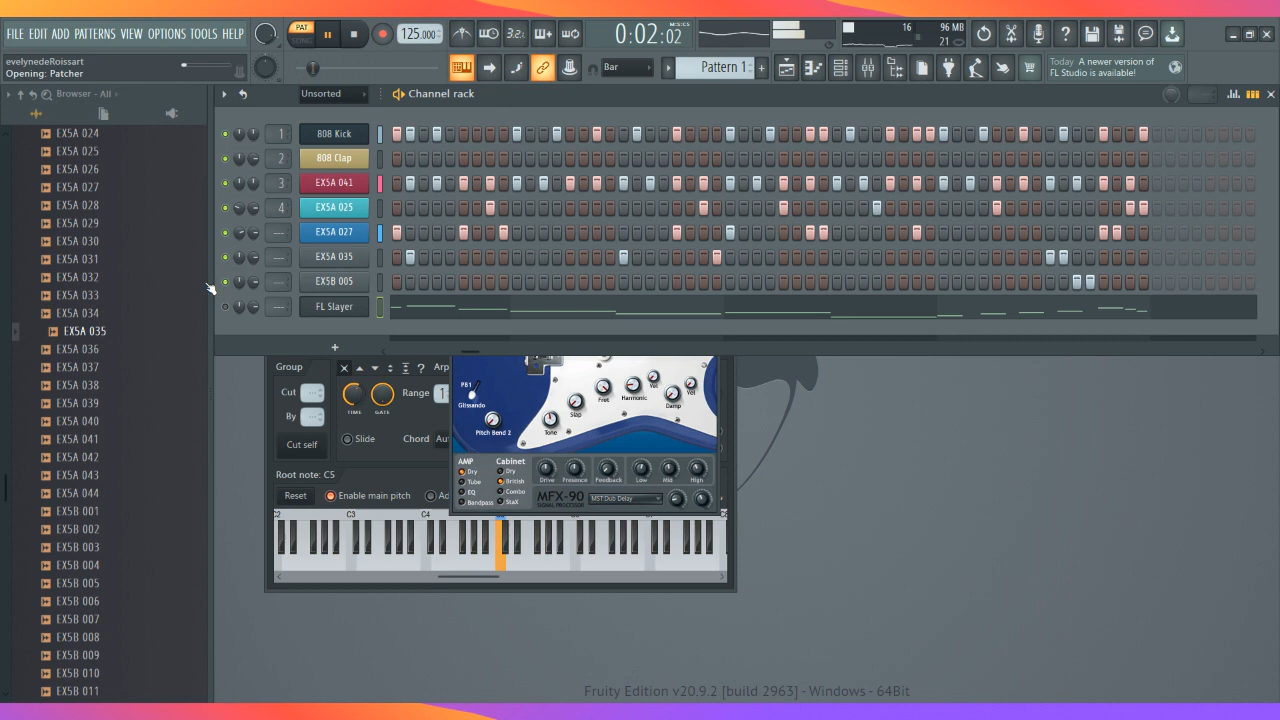 FILE EDIT ADD PATTERNS VIEW OPTIONS TOOLS HELP
PAT
125.000
3.2.
0:02:02
M:S:CS
16
96 MB
21
evelynedeRoissart
Opening: Patcher
Bar
Pattern 1
Today A newer version of
FL Studio is available!
Browser - All
Unsorted
Channel rack
EX5A 024
EX5A 025
EX5A 026
EX5A 027
EX5A 028
EX5A 029
EX5A 030
EX5A 031
EX5A 032
EX5A 033
EX5A 034
EX5A 035
EX5A 036
EX5A 037
EX5A 038
EX5A 039
EX5A 040
EX5A 041
EX5A 042
EX5A 043
EX5A 044
EX5B 001
EX5B 002
EX5B 003
EX5B 004
EX5B 005
EX5B 006
EX5B 007
EX5B 008
EX5B 009
EX5B 010
EX5B 011
1 808 Kick
2 808 Clap
3 EX5A 041
4 EX5A 025
--- EX5A 027
--- EX5A 035
--- EX5B 005
--- FL Slayer
+
Group
Cut
By
Cut self
TIME
GATE
Arp
Range 1
Slide
Chord Au
Root note: C5
Reset
Enable main pitch
Ad
C2
C3
C4
PB1
Glissando
Pitch Bend 2
Tone
Slap
Fret
Harmonic
Vel
Damp
Vel
AMP
Dry
Tube
EQ
Bandpass
Cabinet
Dry
British
Combo
StaX
Drive
Presence
Feedback
Low
Mid
High
MFX-90
SIGNAL PROCESSOR
MST:Dub Delay
Fruity Edition v20.9.2 [build 2963] - Windows - 64Bit